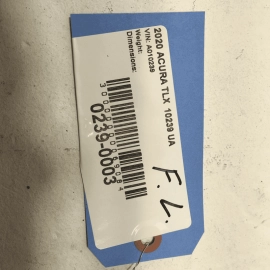 2020 ACURA TLX 10239 UA
VIN: A010239
Weight:
Dimensions:
0239-0003
F. L.